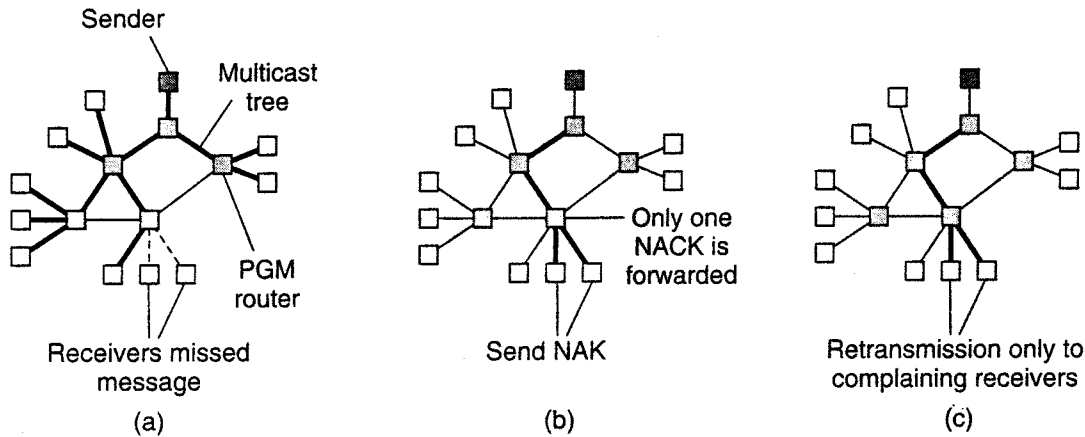 Sender
Multicast
tree
PGM
router
Receivers missed
message
(a)
Only one
NACK is
forwarded
Send NAK
(b)
Retransmission only to
complaining receivers
(c)